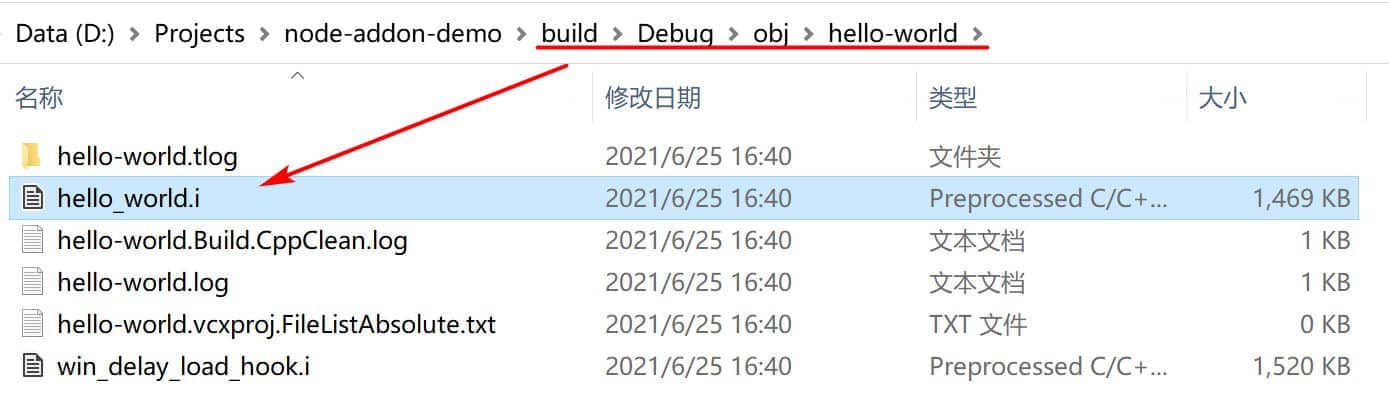 Data (D:) > Projects > node-addon-demo > build > Debug > obj > hello-world >
名称 修改日期 类型 大小
hello-world.tlog 2021/6/25 16:40 文件夹
hello_world.i 2021/6/25 16:40 Preprocessed C/C+... 1,469 KB
hello-world.Build.CppClean.log 2021/6/25 16:40 文本文档 1 KB
hello-world.log 2021/6/25 16:40 文本文档 1 KB
hello-world.vcxproj.FileListAbsolute.txt 2021/6/25 16:40 TXT 文件 0 KB
win_delay_load_hook.i 2021/6/25 16:40 Preprocessed C/C+... 1,520 KB